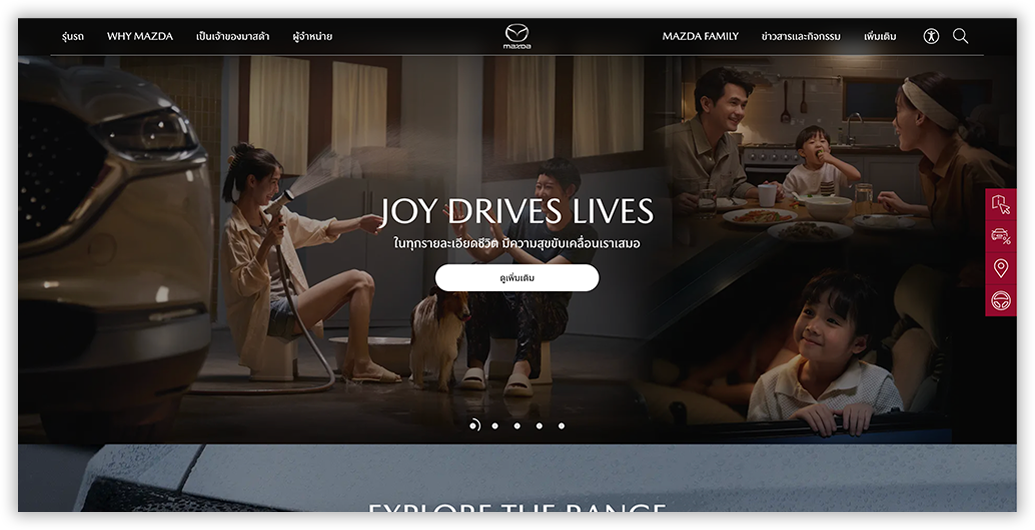 รุ่นรถ WHY MAZDA เป็นเจ้าของมาสด้า ผู้จำหน่าย mazda MAZDA FAMILY ข่าวสารและกิจกรรม เพิ่มเติม
JOY DRIVES LIVES
ในทุกรายละเอียดชีวิต มีความสุขขับเคลื่อนเราเสมอ
ดูเพิ่มเติม
EXPLORE THE RANGE